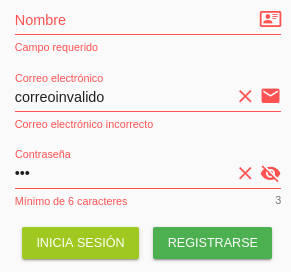 Nombre
Campo requerido
Correo electrónico
correoinvalido
Correo electrónico incorrecto
Contraseña
•••
Mínimo de 6 caracteres 3
INICIA SESIÓN REGISTRARSE